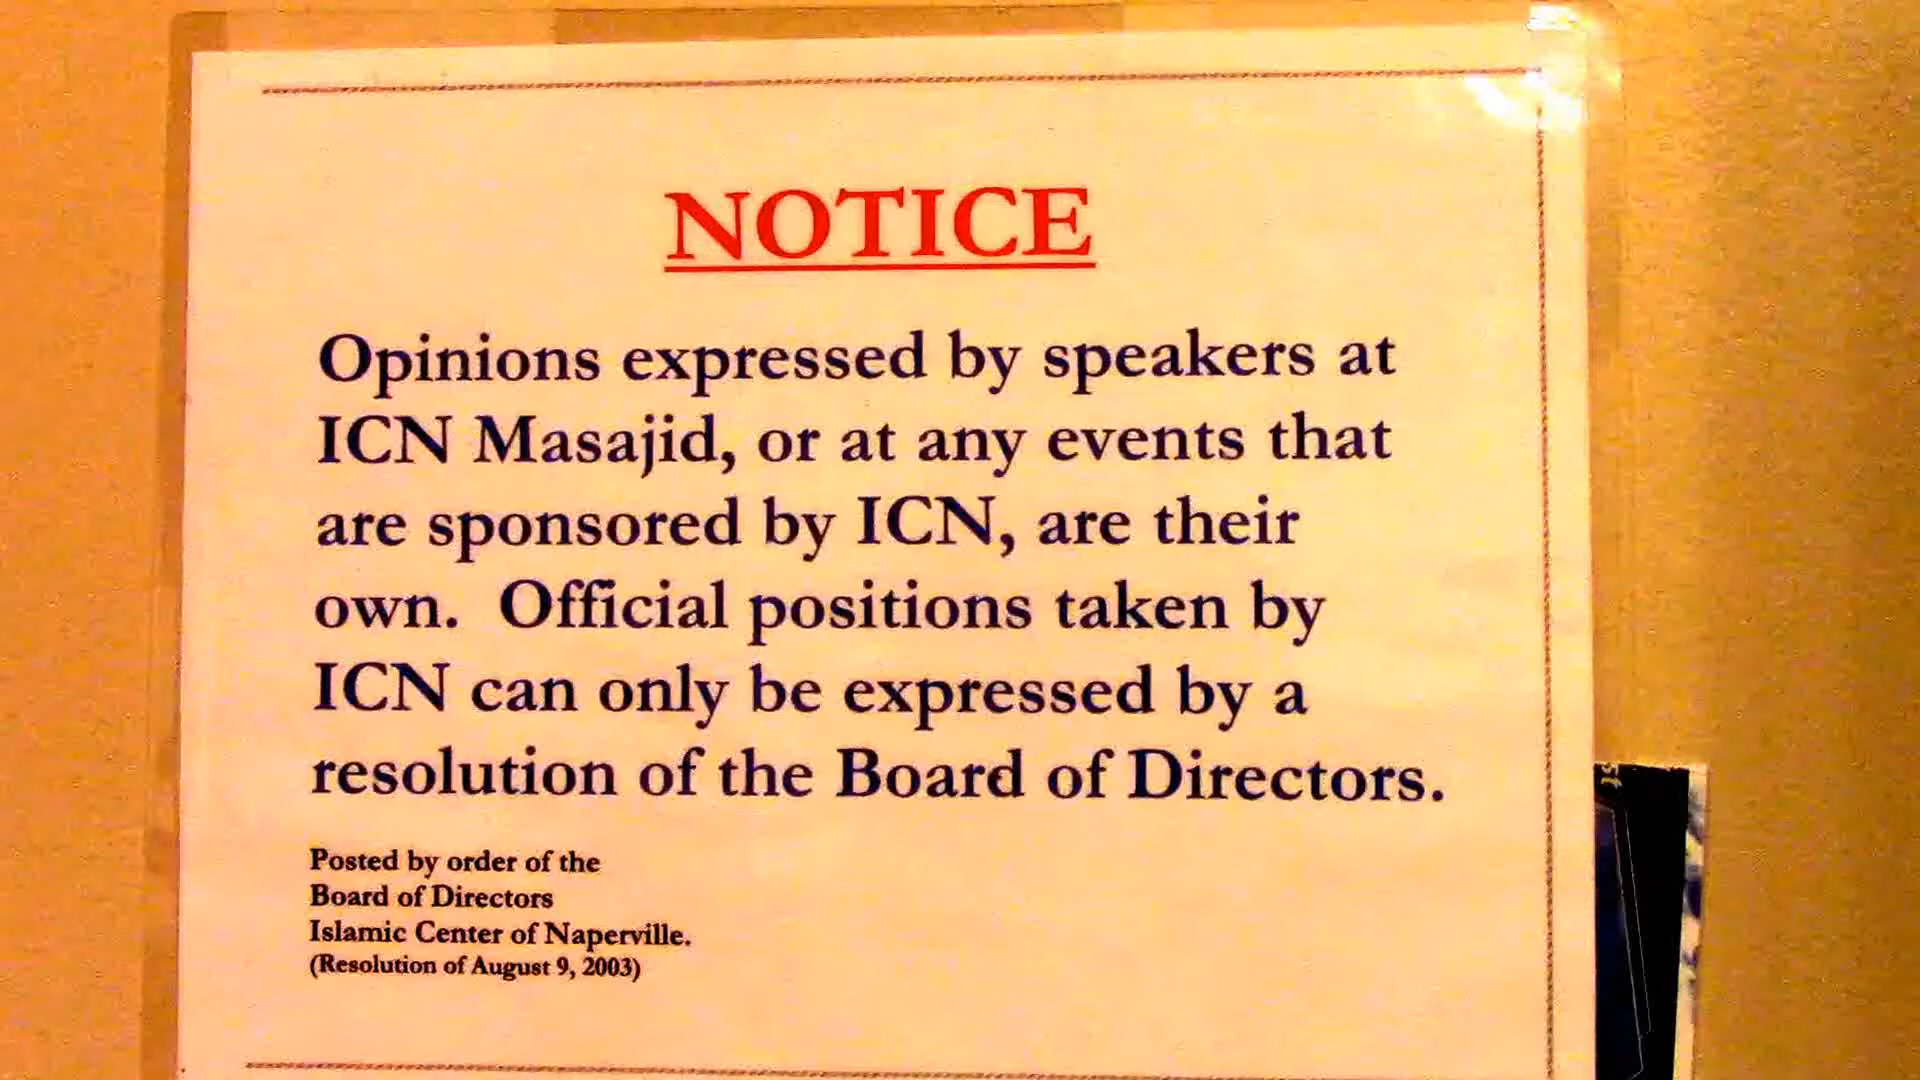 NOTICE
Opinions expressed by speakers at
ICN Masajid, or at any events that
are sponsored by ICN, are their
own.  Official positions taken by
ICN can only be expressed by a
resolution of the Board of Directors.
Posted by order of the
Board of Directors
Islamic Center of Naperville.
(Resolution of August 9, 2003)